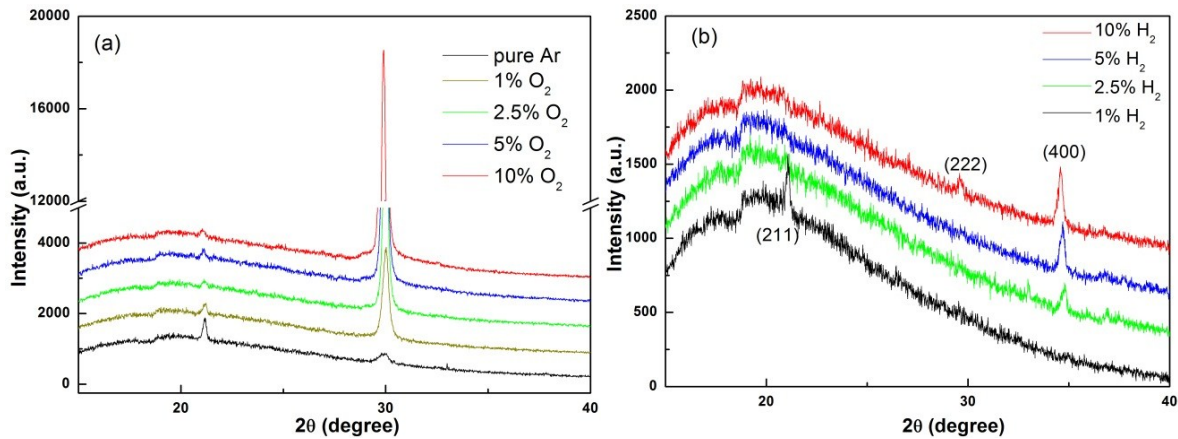 (a)
20000
18000
12000
4000
2000
0
Intensity (a.u.)
pure Ar
1% O₂
2.5% O₂
5% O₂
10% O₂
20 30 40
2θ (degree)
(b)
2500
2000
1500
1000
500
0
Intensity (a.u.)
10% H₂
5% H₂
2.5% H₂
1% H₂
(222)
(400)
(211)
20 30 40
2θ (degree)